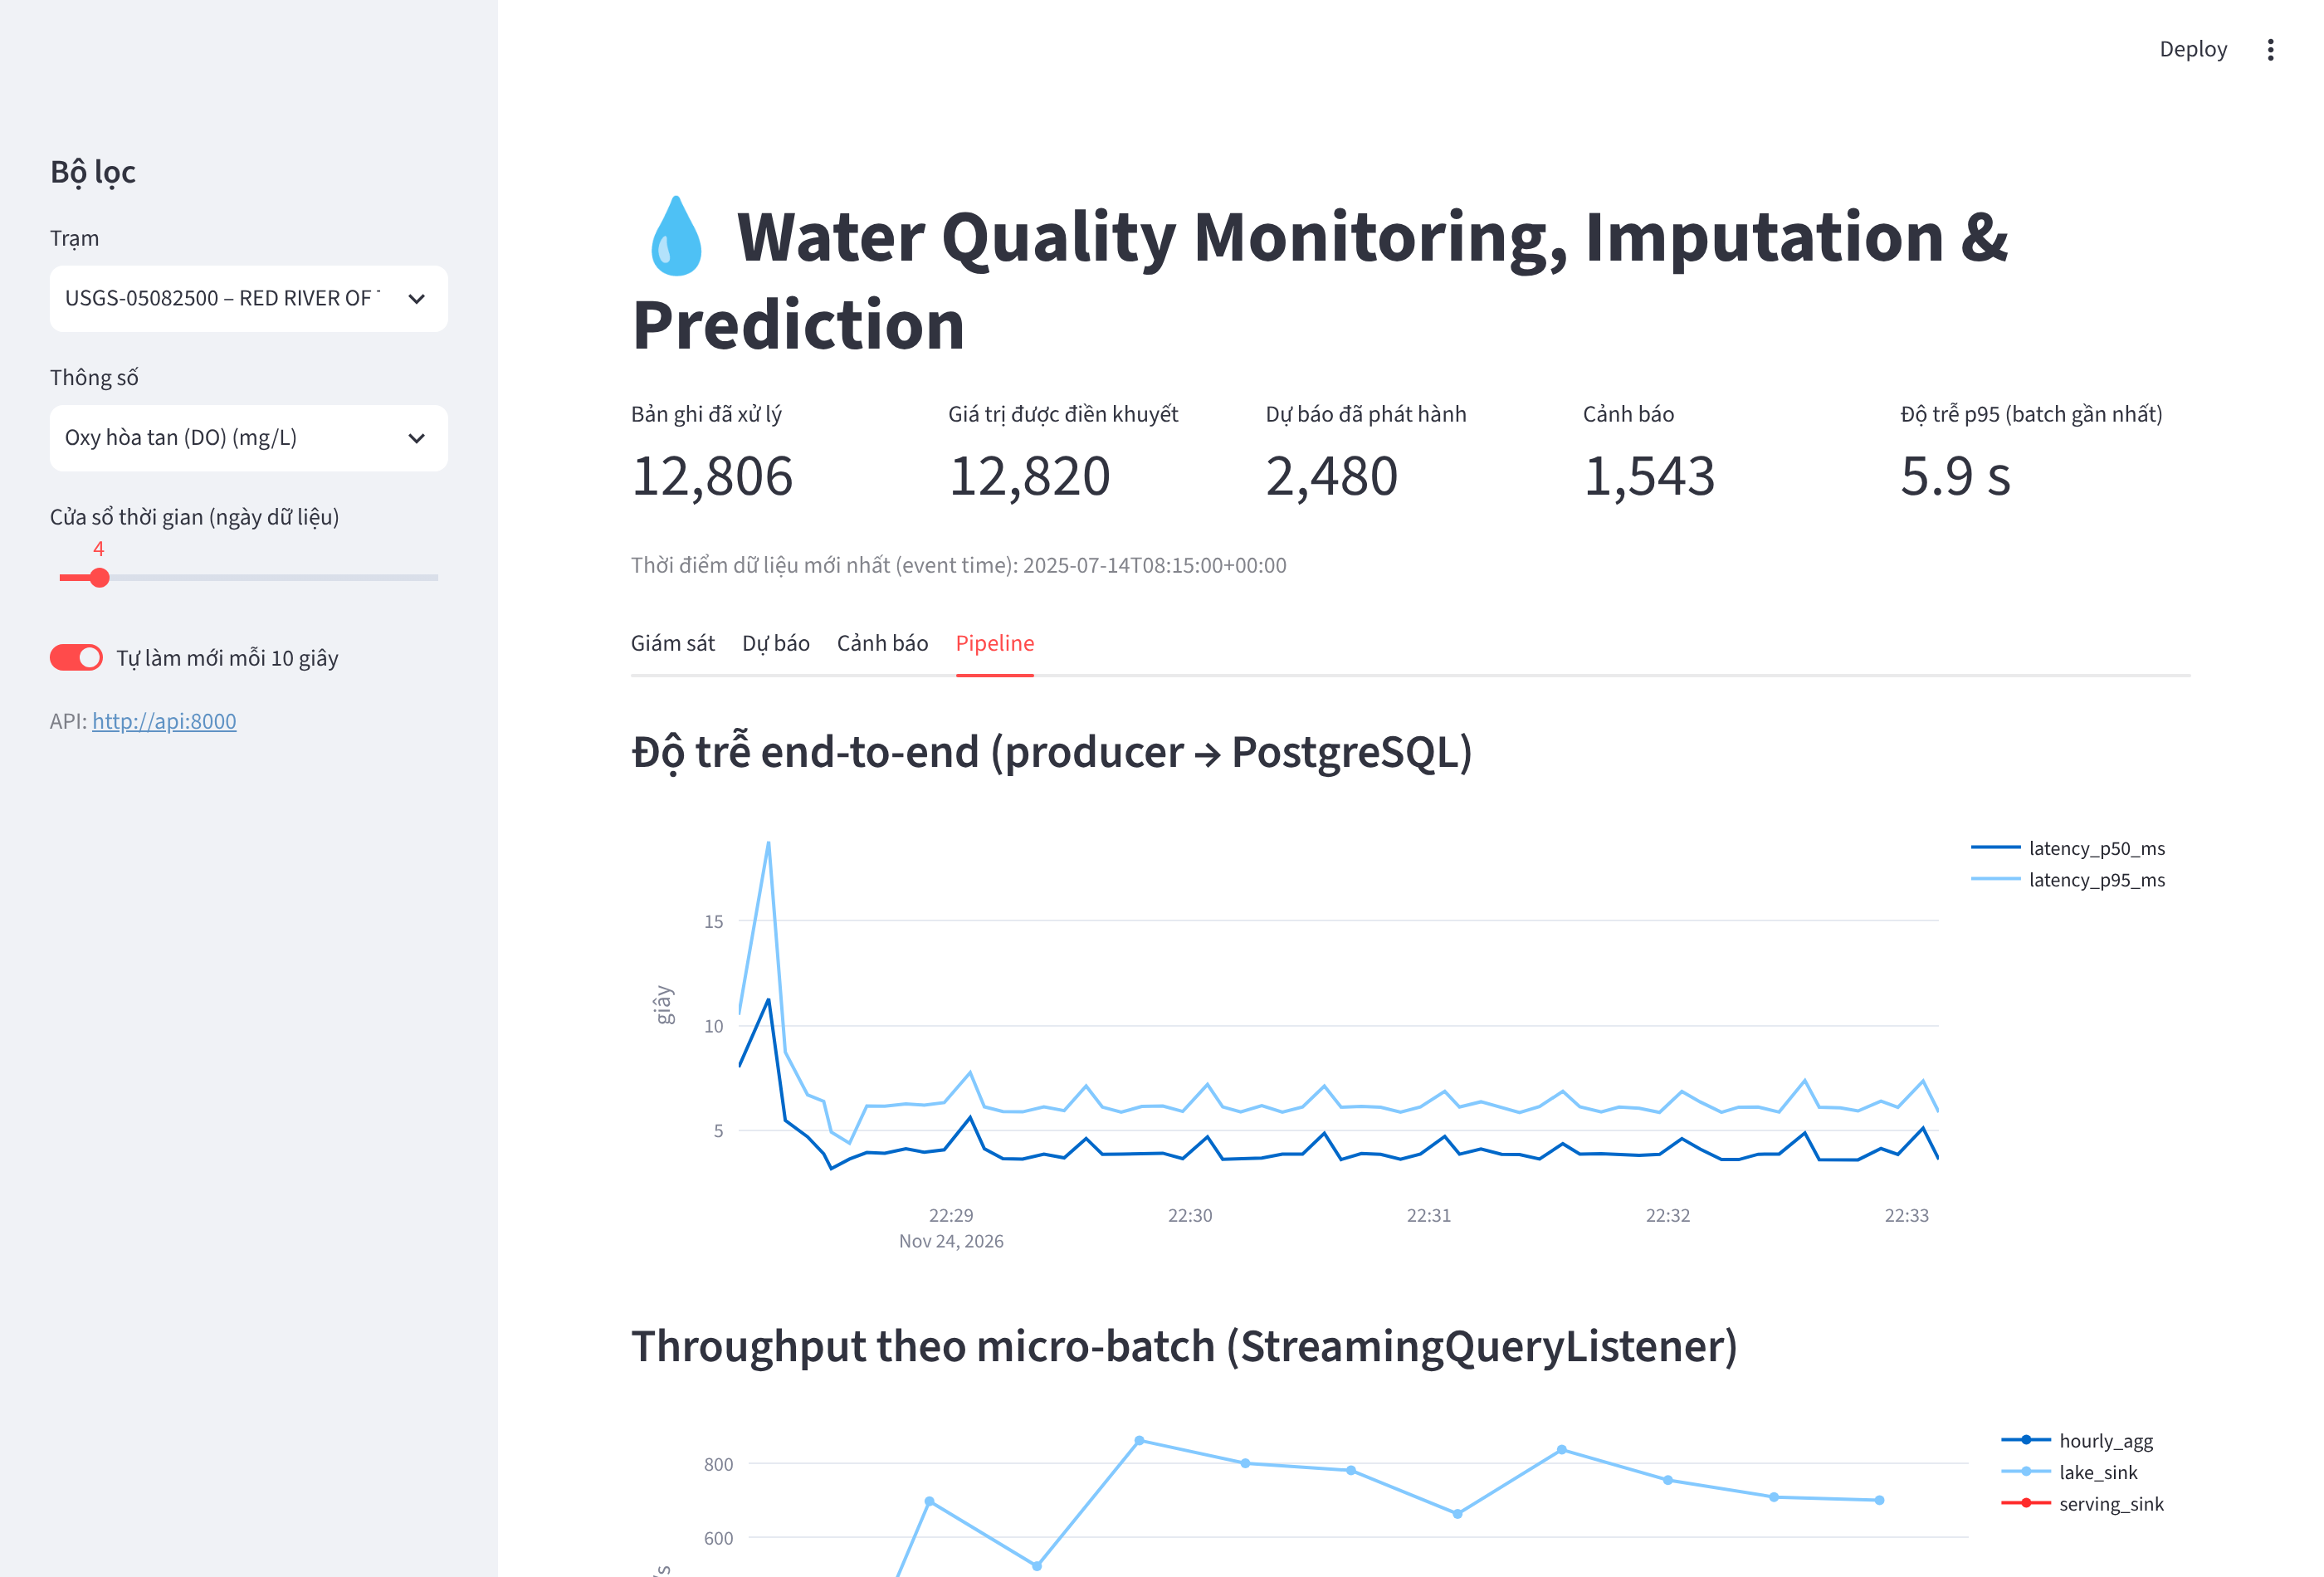 Deploy
Bộ lọc
Trạm
USGS-05082500 – RED RIVER OF
Thông số
Oxy hòa tan (DO) (mg/L)
Cửa sổ thời gian (ngày dữ liệu)
4
Tự làm mới mỗi 10 giây
API: http://api:8000
💧 Water Quality Monitoring, Imputation &
Prediction
Bản ghi đã xử lý
12,806
Giá trị được điền khuyết
12,820
Dự báo đã phát hành
2,480
Cảnh báo
1,543
Độ trễ p95 (batch gần nhất)
5.9 s
Thời điểm dữ liệu mới nhất (event time): 2025-07-14T08:15:00+00:00
Giám sát Dự báo Cảnh báo Pipeline
Độ trễ end-to-end (producer → PostgreSQL)
latency_p50_ms
latency_p95_ms
15
10
5
giây
22:29 22:30 22:31 22:32 22:33
Nov 24, 2026
Throughput theo micro-batch (StreamingQueryListener)
hourly_agg
lake_sink
serving_sink
800
600